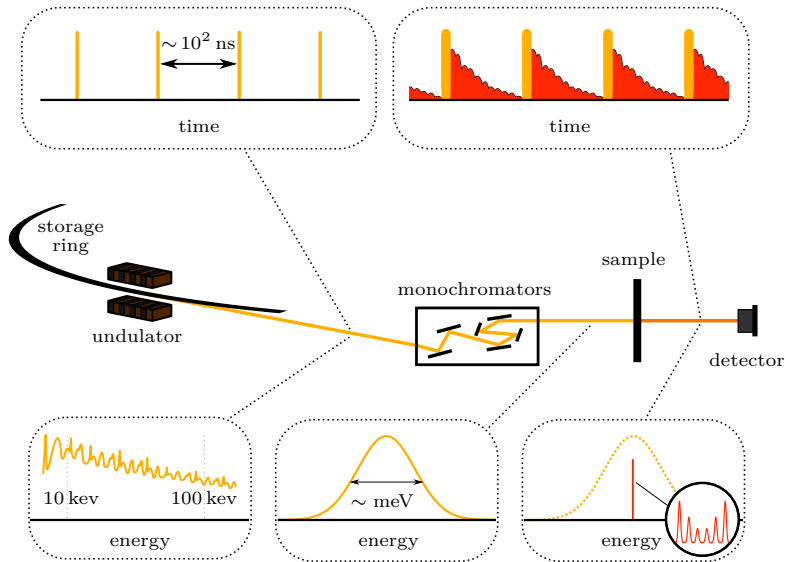 ∼ 10² ns
time
time
storage
ring
undulator
monochromators
sample
detector
10 kev
100 kev
energy
∼ meV
energy
energy